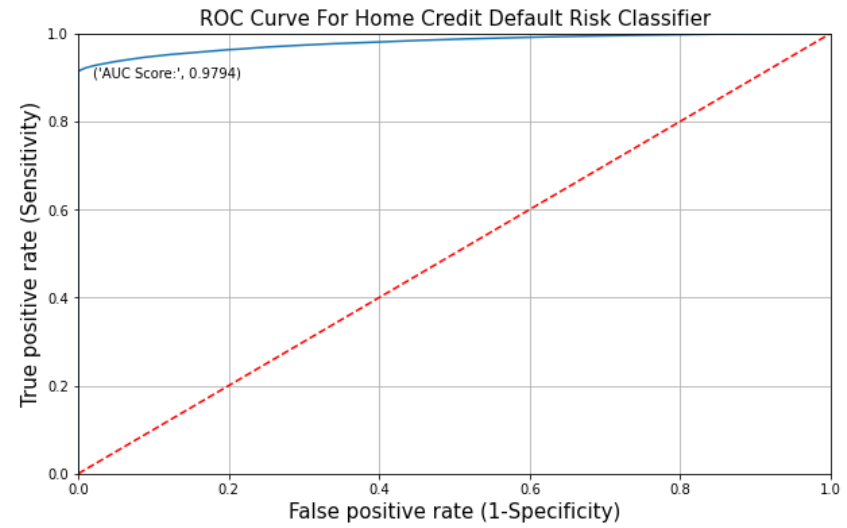 ROC Curve For Home Credit Default Risk Classifier
True positive rate (Sensitivity)
1.0
0.8
0.6
0.4
0.2
0.0
('AUC Score:', 0.9794)
0.0 0.2 0.4 0.6 0.8 1.0
False positive rate (1-Specificity)